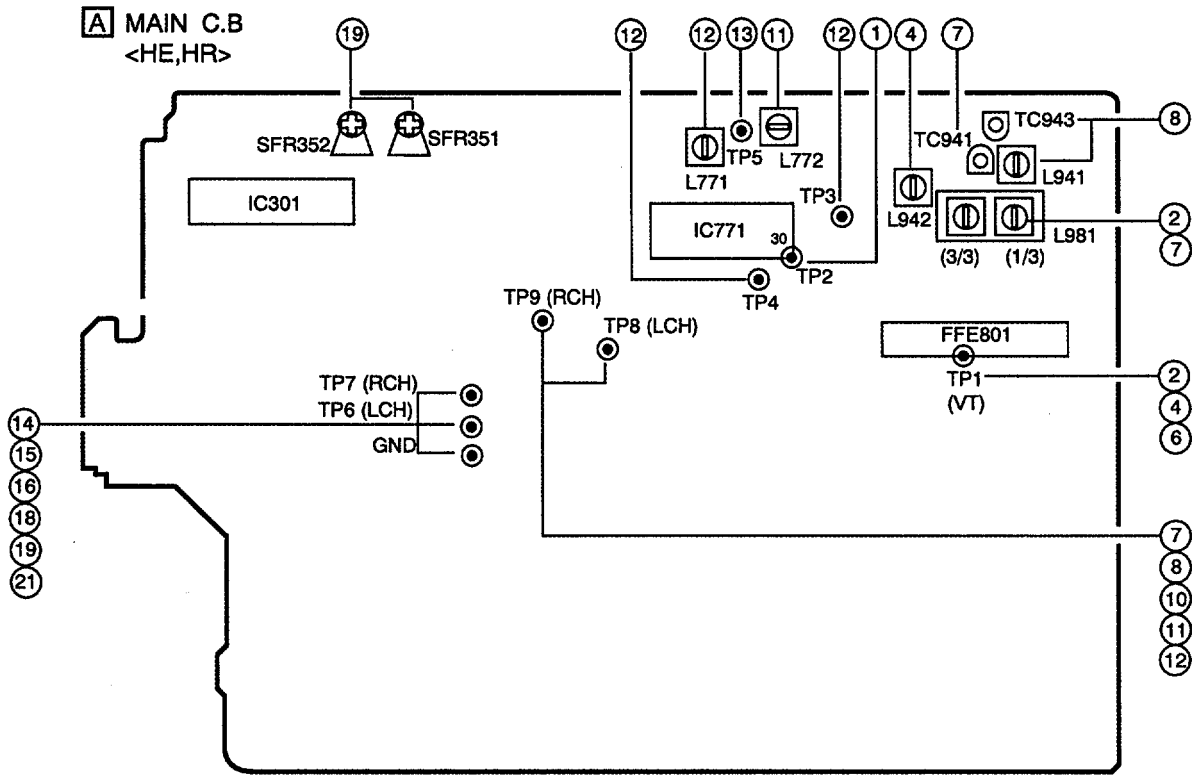 A MAIN C.B
<HE,HR>
19
12
12
13
11
12
1
4
7
SFR352
SFR351
L771
TP5
L772
TC941
TC943
8
L941
IC301
IC771
30
TP3
L942
L981
(3/3)
(1/3)
2
7
TP2
TP4
TP9 (RCH)
TP8 (LCH)
FFE801
TP1
(VT)
2
4
6
TP7 (RCH)
TP6 (LCH)
GND
14
15
16
18
19
21
7
8
10
11
12